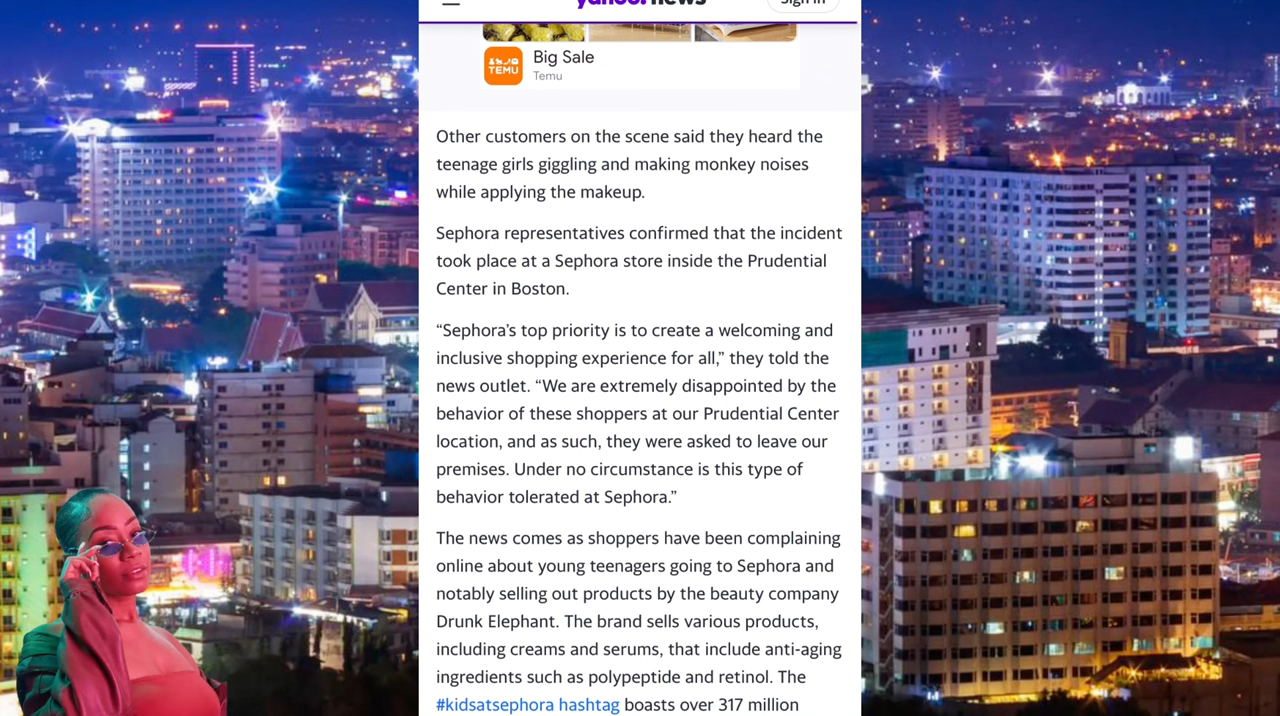 yahoo! news
Sign in
Big Sale
TEMU
Temu
Other customers on the scene said they heard the
teenage girls giggling and making monkey noises
while applying the makeup.
Sephora representatives confirmed that the incident
took place at a Sephora store inside the Prudential
Center in Boston.
“Sephora’s top priority is to create a welcoming and
inclusive shopping experience for all,” they told the
news outlet. “We are extremely disappointed by the
behavior of these shoppers at our Prudential Center
location, and as such, they were asked to leave our
premises. Under no circumstance is this type of
behavior tolerated at Sephora.”
The news comes as shoppers have been complaining
online about young teenagers going to Sephora and
notably selling out products by the beauty company
Drunk Elephant. The brand sells various products,
including creams and serums, that include anti-aging
ingredients such as polypeptide and retinol. The
#kidsatsephora hashtag boasts over 317 million